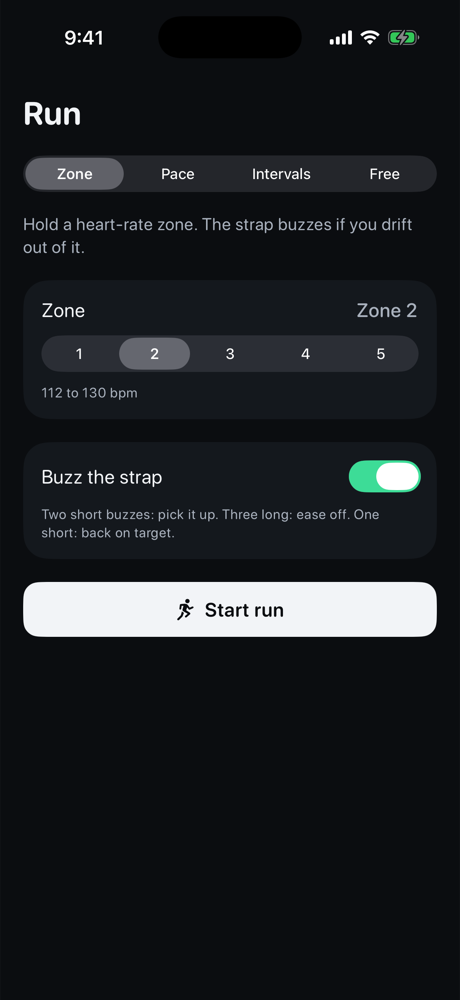 9:41
Run
Zone Pace Intervals Free
Hold a heart-rate zone. The strap buzzes if you drift
out of it.
Zone Zone 2
1 2 3 4 5
112 to 130 bpm
Buzz the strap
Two short buzzes: pick it up. Three long: ease off. One
short: back on target.
Start run